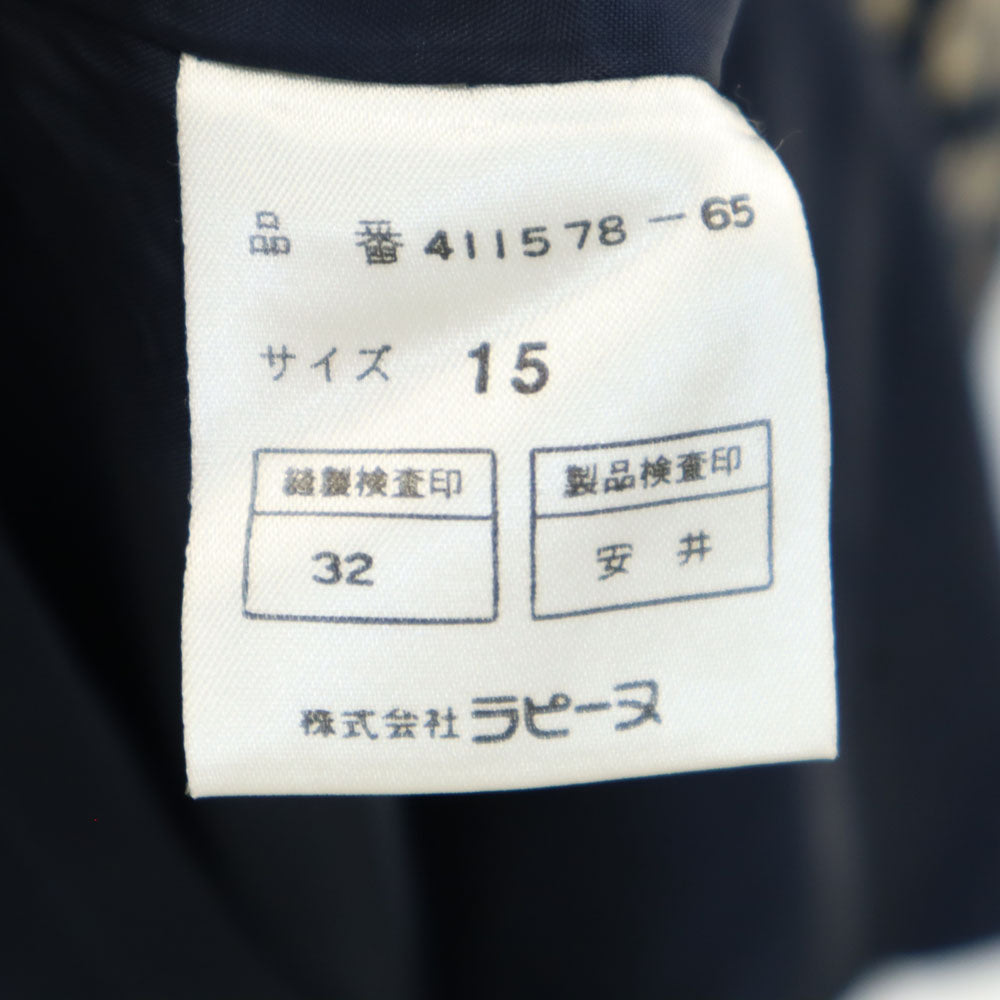 品 番 411578-65
サイズ 15
縫製検査印
32
製品検査印
安 井
株式会社 ラピーヌ